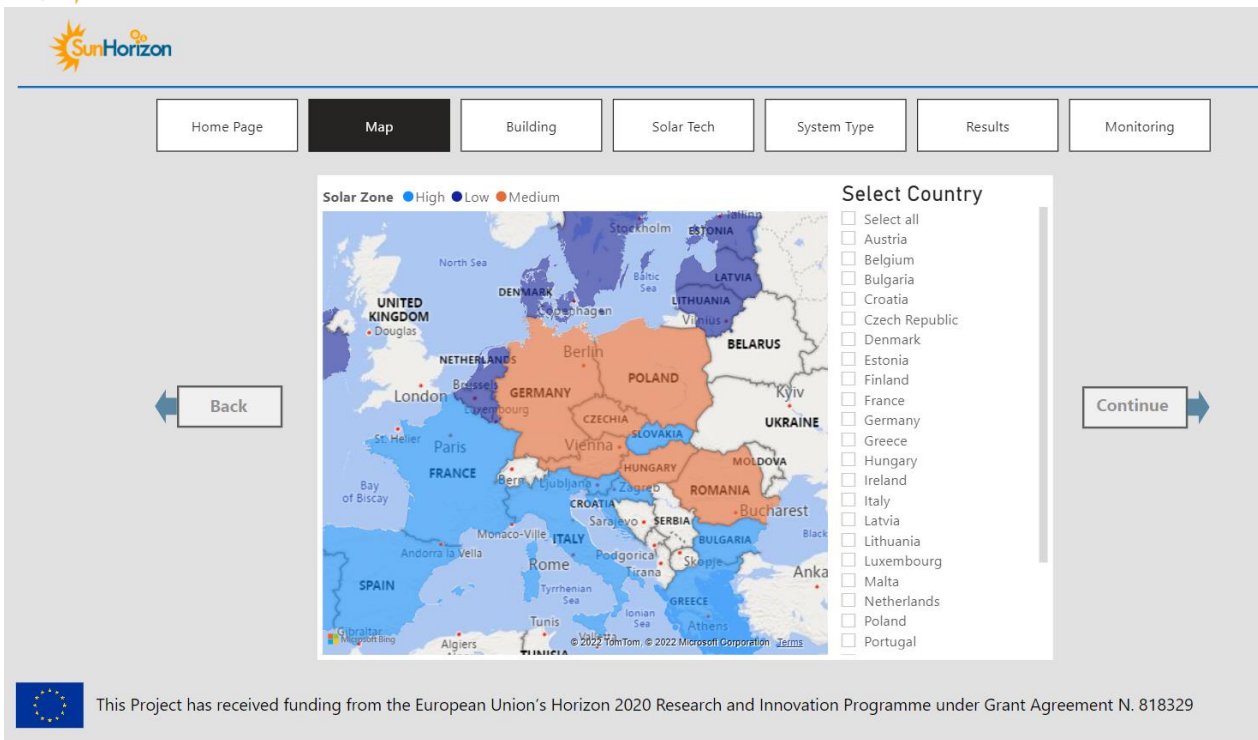 SunHorizon
Home Page
Map
Building
Solar Tech
System Type
Results
Monitoring
Solar Zone High Low Medium
Select Country
Select all
Austria
Belgium
Bulgaria
Croatia
Czech Republic
Denmark
Estonia
Finland
France
Germany
Greece
Hungary
Ireland
Italy
Latvia
Lithuania
Luxembourg
Malta
Netherlands
Poland
Portugal
Stockholm
ESTONIA
North Sea
Baltic
Sea
LATVIA
DENMARK
UNITED
KINGDOM
Copenhagen
LITHUANIA
Douglas
Vilnius
NETHERLANDS
Berlin
BELARUS
London
Brussels
GERMANY
POLAND
Kyiv
Luxembourg
CZECHIA
UKRAINE
St. Helier
Paris
Vienna
SLOVAKIA
FRANCE
Bern
Ljubljana
HUNGARY
MOLDOVA
Bay
of Biscay
Zagreb
ROMANIA
CROATIA
Bucharest
Sarajevo
SERBIA
Monaco-Ville
ITALY
BULGARIA
Black
Andorra la Vella
Podgorica
Skopje
Rome
Tirana
Anka
SPAIN
Tyrrhenian
Sea
GREECE
Ionian
Sea
Tunis
Athens
Gibraltar
Valletta
Microsoft Bing
Algiers
© 2022 TomTom, © 2022 Microsoft Corporation Terms
TUNISIA
Back
Continue
This Project has received funding from the European Union's Horizon 2020 Research and Innovation Programme under Grant Agreement N. 818329